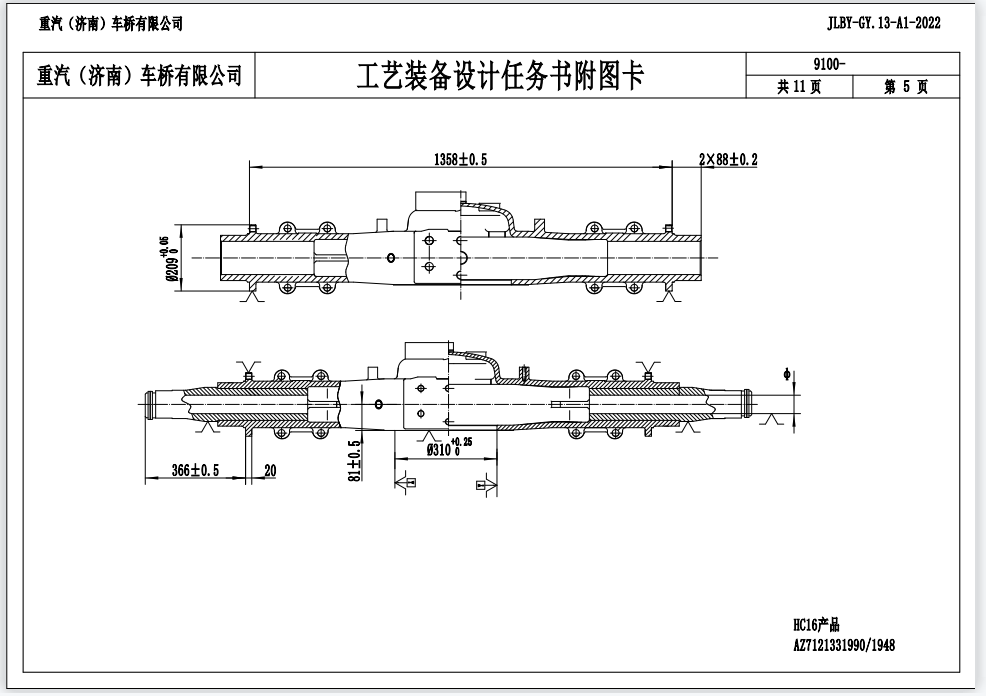 重汽（济南）车桥有限公司
JLBY-GY.13-A1-2022
重汽（济南）车桥有限公司
工艺装备设计任务书附图卡
9100-
共 11 页
第 5 页
1358±0.5
2×88±0.2
Ø209 +0.05 0
Φ
81±0.5
Ø310 +0.25 0
366±0.5
20
HC16产品
AZ7121331990/1948